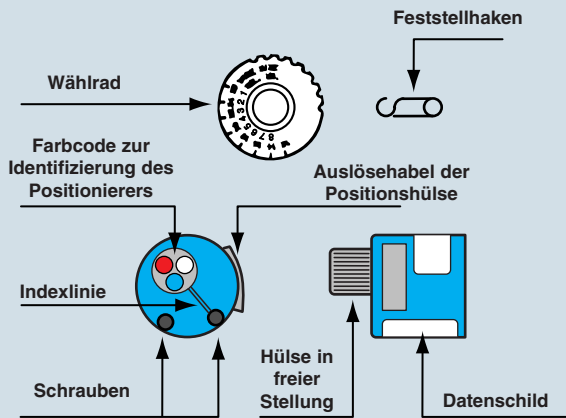 Feststellhaken
Wählrad
Farbcode zur
Identifizierung des
Positionierers
Auslösehabel der
Positionshülse
Indexlinie
Schrauben
Hülse in
freier
Stellung
Datenschild